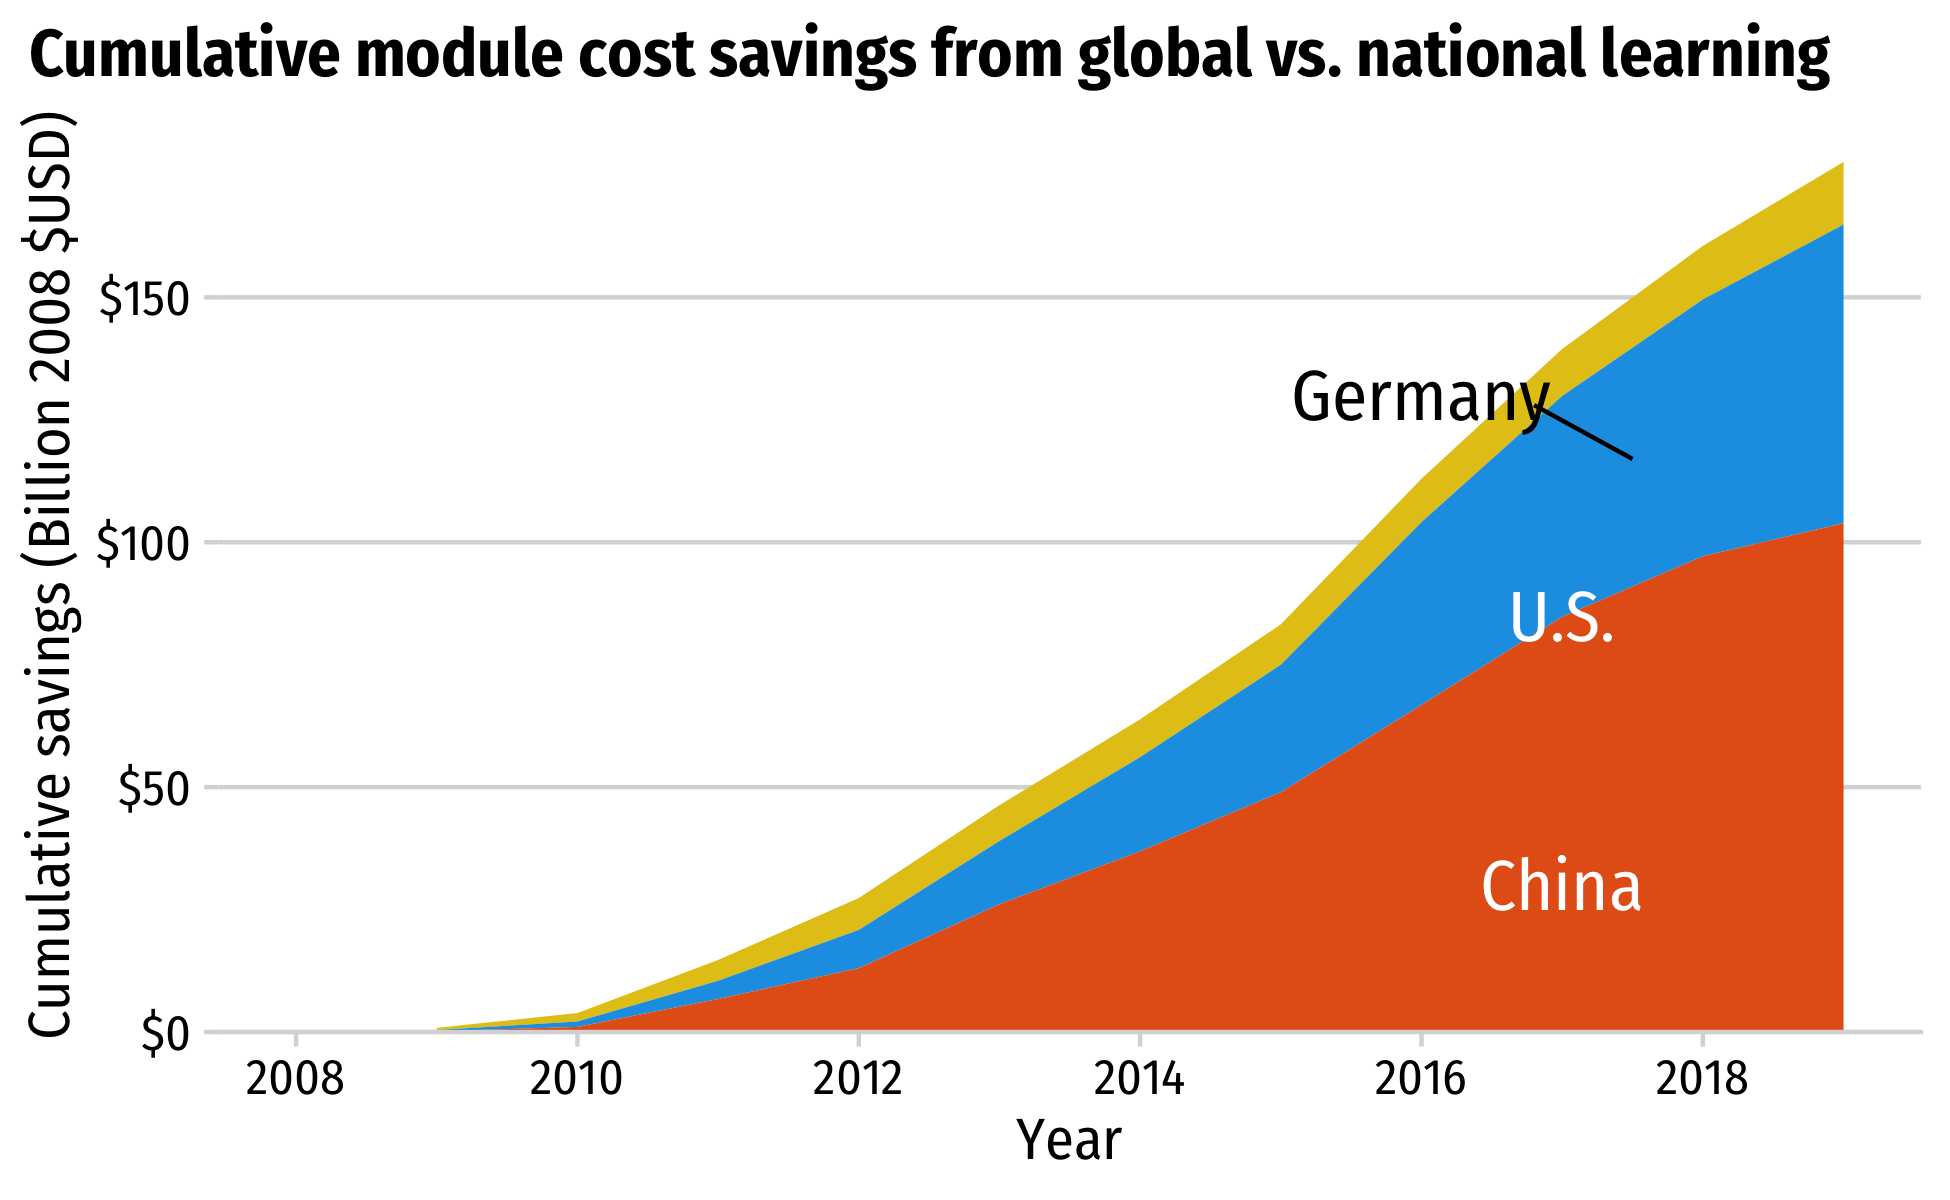 Cumulative module cost savings from global vs. national learning
Cumulative savings (Billion 2008 $USD)
$150
$100
$50
$0
Germany
U.S.
China
2008 2010 2012 2014 2016 2018
Year